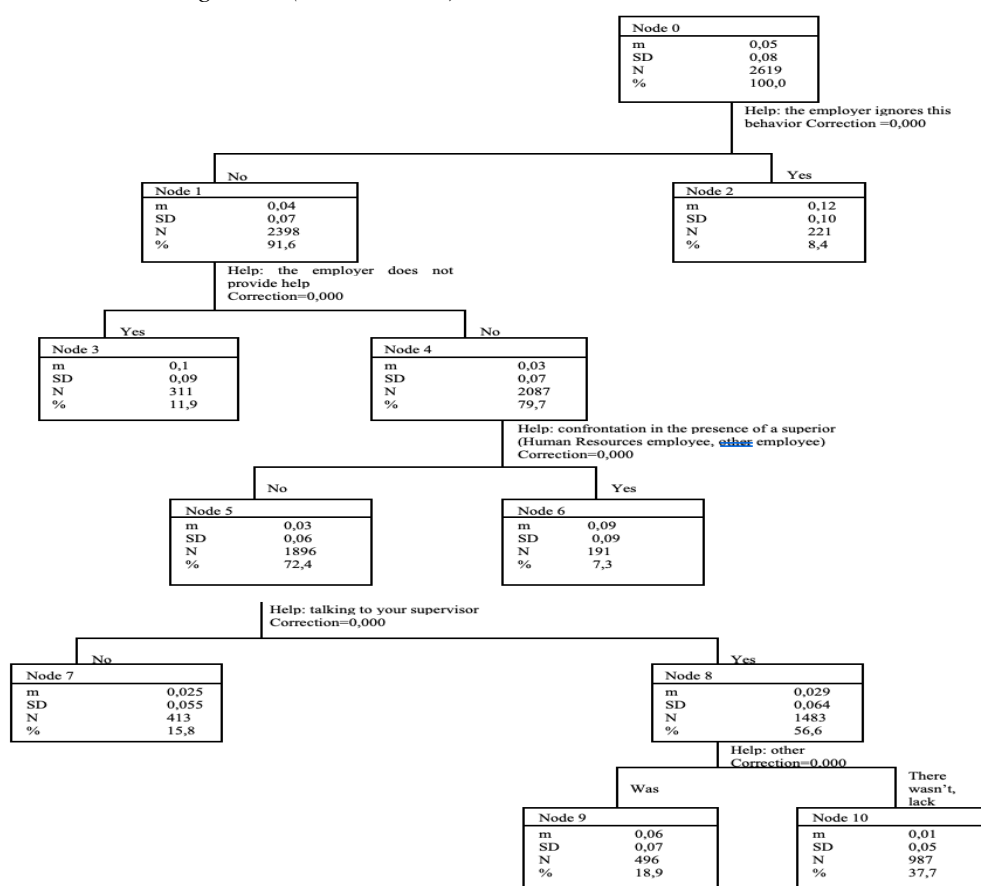 Node 0
m 0,05
SD 0,08
N 2619
% 100,0
Help: the employer ignores this
behavior Correction =0,000
No
Yes
Node 1
m 0,04
SD 0,07
N 2398
% 91,6
Node 2
m 0,12
SD 0,10
N 221
% 8,4
Help: the employer does not
provide help
Correction=0,000
Yes
No
Node 3
m 0,1
SD 0,09
N 311
% 11,9
Node 4
m 0,03
SD 0,07
N 2087
% 79,7
Help: confrontation in the presence of a superior
(Human Resources employee, other employee)
Correction=0,000
No
Yes
Node 5
m 0,03
SD 0,06
N 1896
% 72,4
Node 6
m 0,09
SD 0,09
N 191
% 7,3
Help: talking to your supervisor
Correction=0,000
No
Yes
Node 7
m 0,025
SD 0,055
N 413
% 15,8
Node 8
m 0,029
SD 0,064
N 1483
% 56,6
Help: other
Correction=0,000
Was
There
wasn't,
lack
Node 9
m 0,06
SD 0,07
N 496
% 18,9
Node 10
m 0,01
SD 0,05
N 987
% 37,7